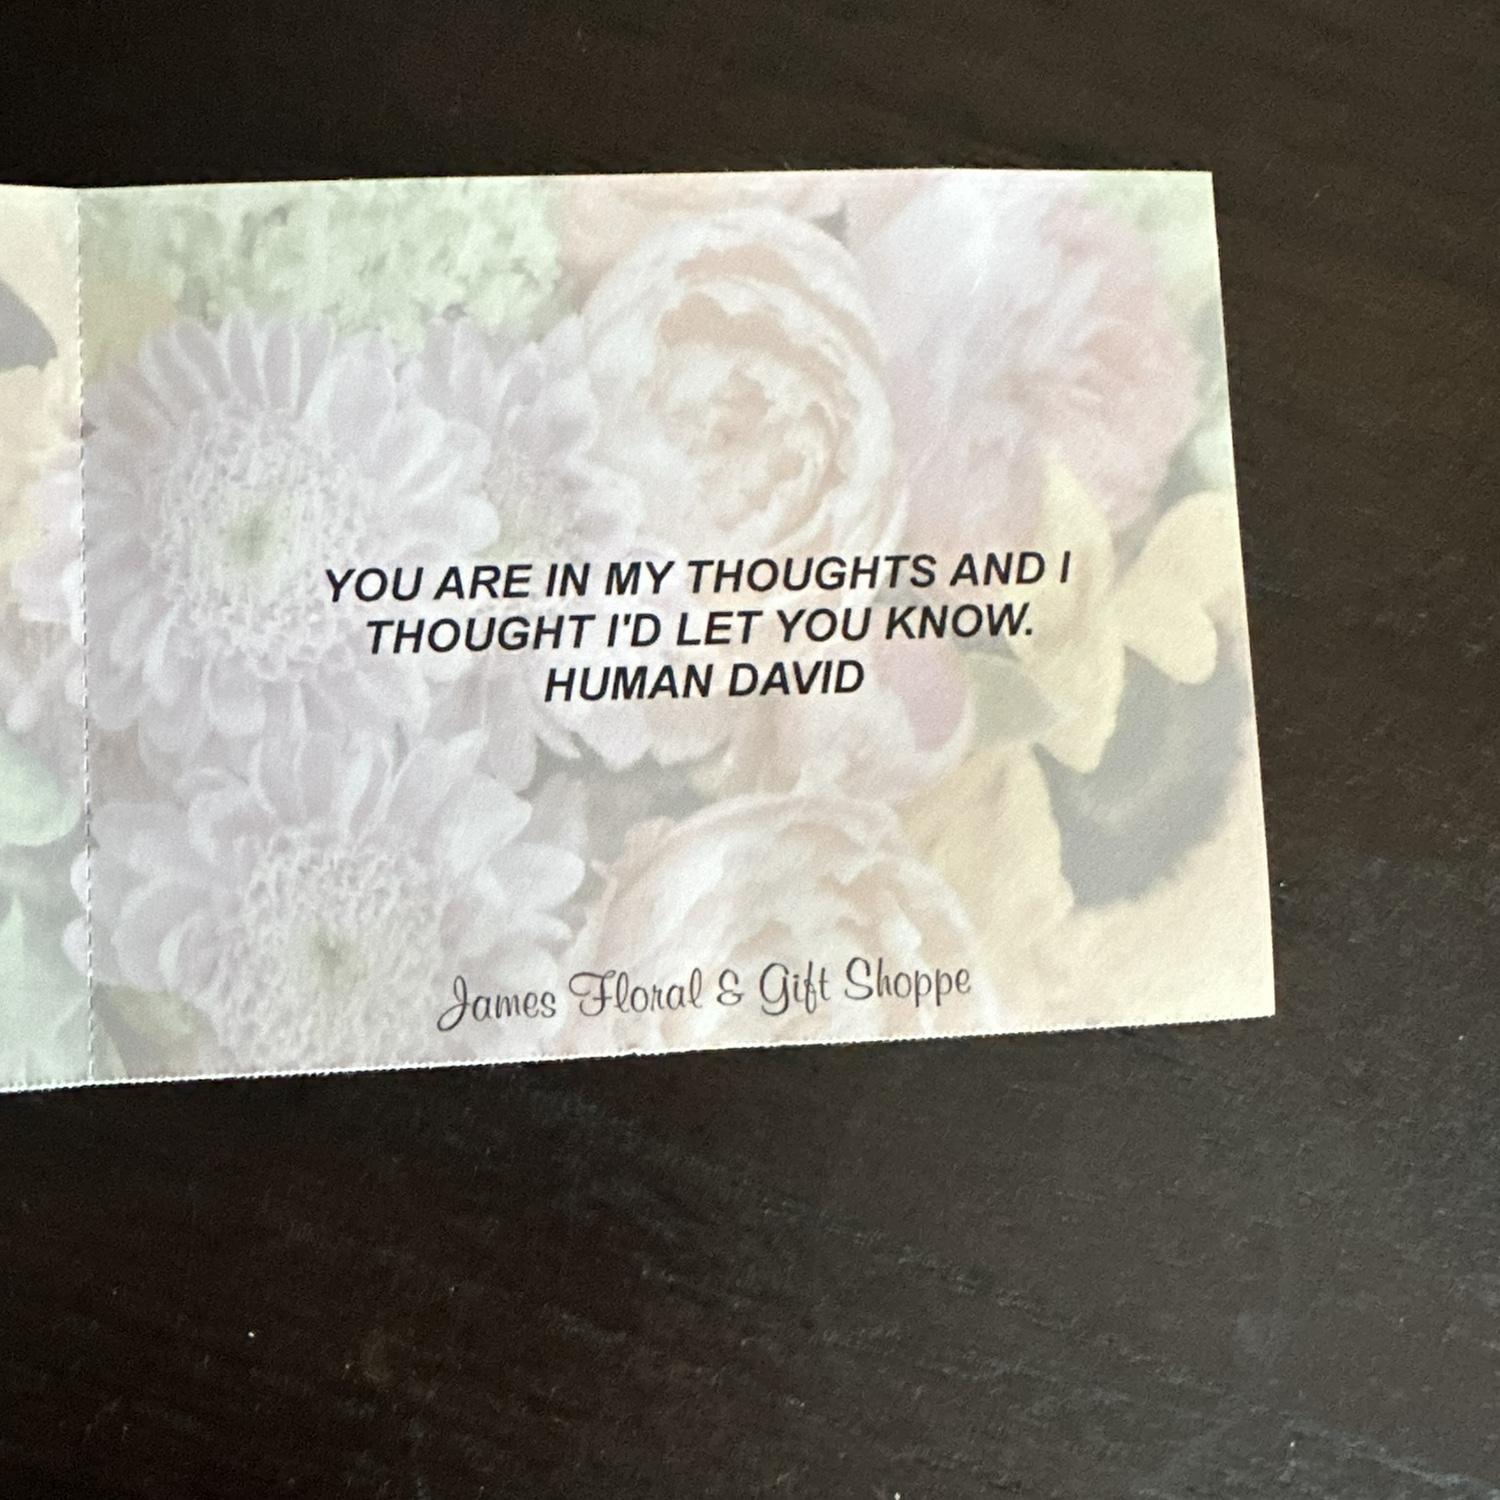 YOU ARE IN MY THOUGHTS AND I
THOUGHT I'D LET YOU KNOW.
HUMAN DAVID
James Floral & Gift Shoppe